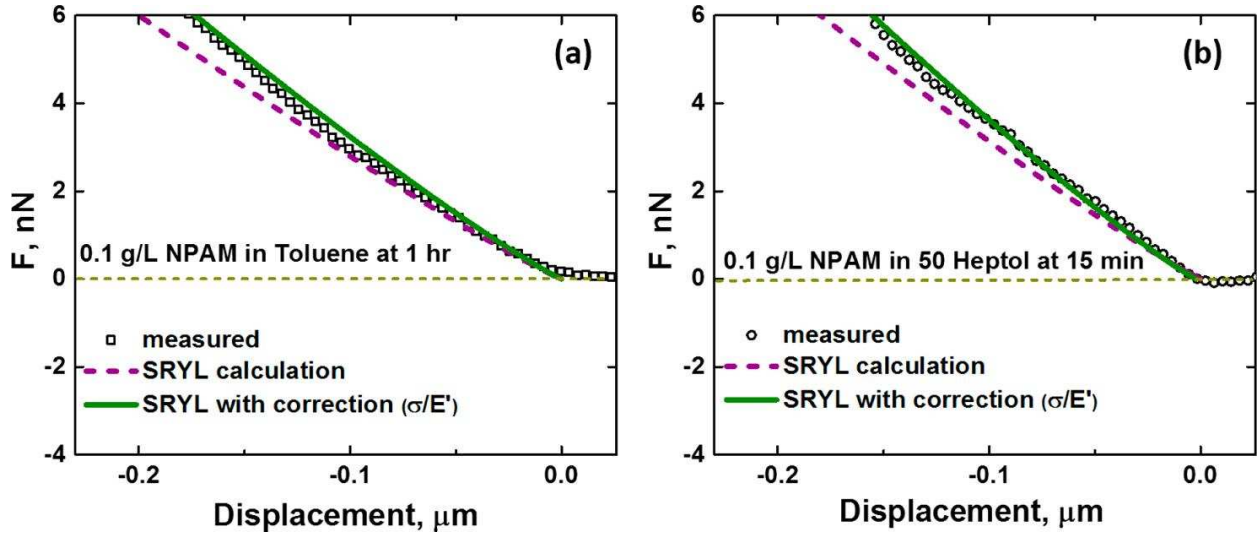 (a)
F, nN
6
4
2
0
-2
-4
0.1 g/L NPAM in Toluene at 1 hr
measured
SRYL calculation
SRYL with correction (σ/E')
-0.2 -0.1 0.0
Displacement, μm
(b)
F, nN
6
4
2
0
-2
-4
0.1 g/L NPAM in 50 Heptol at 15 min
measured
SRYL calculation
SRYL with correction (σ/E')
-0.2 -0.1 0.0
Displacement, μm